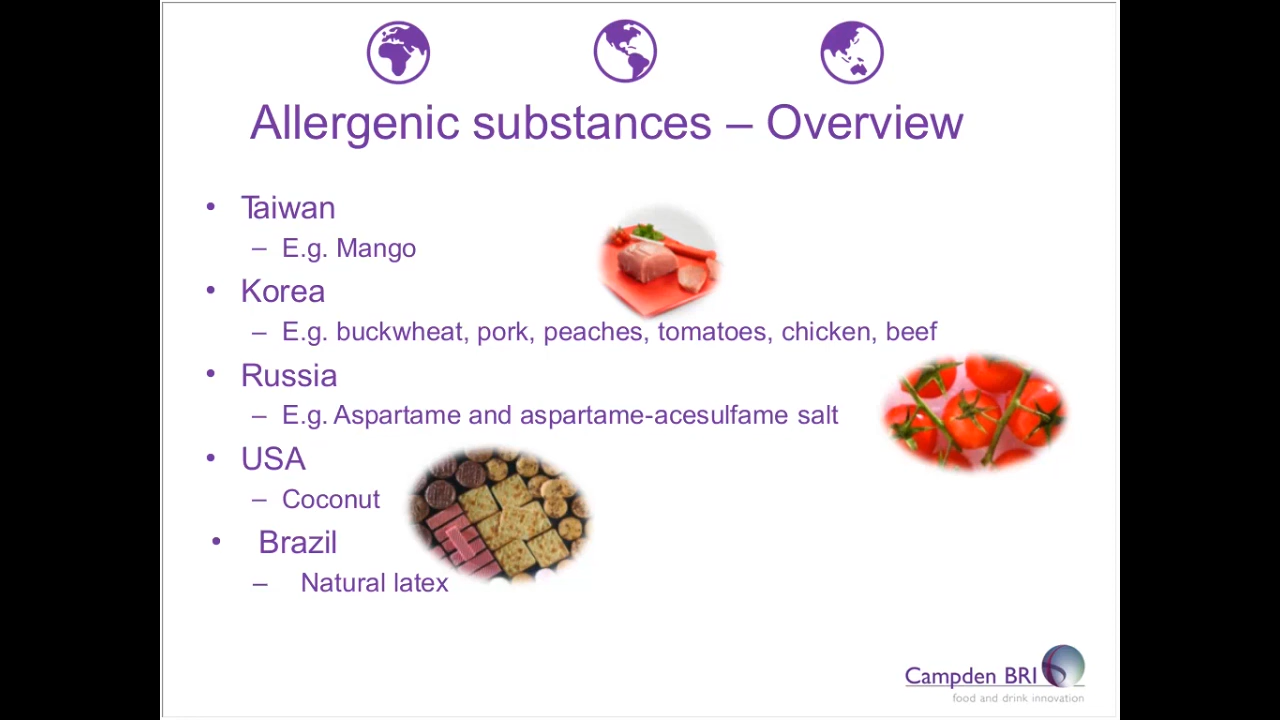 Allergenic substances – Overview
• Taiwan
– E.g. Mango
• Korea
– E.g. buckwheat, pork, peaches, tomatoes, chicken, beef
• Russia
– E.g. Aspartame and aspartame-acesulfame salt
• USA
– Coconut
• Brazil
– Natural latex
Campden BRI
food and drink innovation